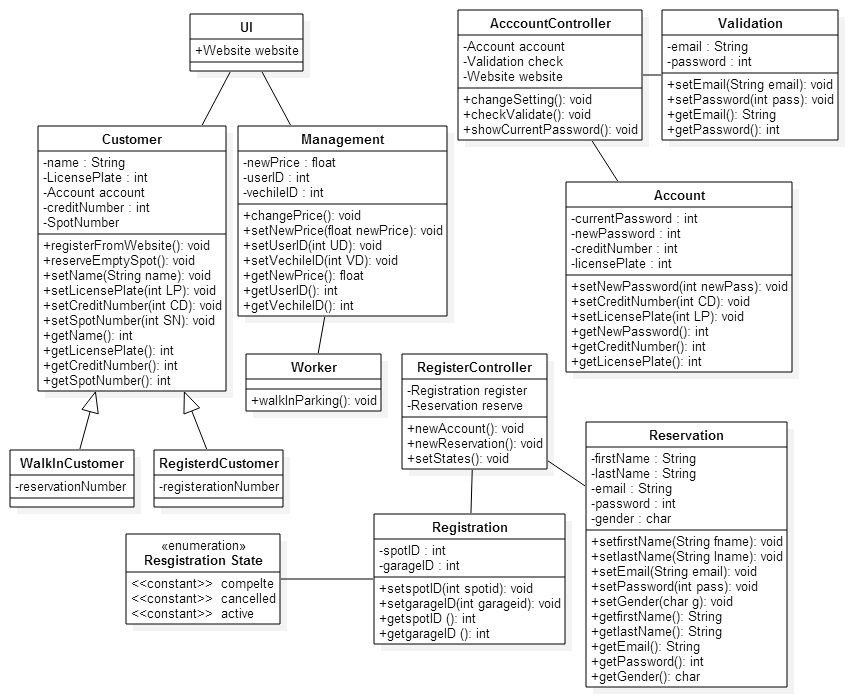 UI
+Website website
Customer
-name : String
-LicensePlate : int
-Account account
-creditNumber : int
-SpotNumber
+registerFromWebsite(): void
+reserveEmptySpot(): void
+setName(String name): void
+setLicensePlate(int LP): void
+setCreditNumber(int CD): void
+setSpotNumber(int SN): void
+getName(): int
+getLicensePlate(): int
+getCreditNumber(): int
+getSpotNumber(): int
Management
-newPrice : float
-userID : int
-vechileID : int
+changePrice(): void
+setNewPrice(float newPrice): void
+setUserID(int UD): void
+setVechileID(int VD): void
+getNewPrice(): float
+getUserID(): int
+getVechileID(): int
AcccountController
-Account account
-Validation check
-Website website
+changeSetting(): void
+checkValidate(): void
+showCurrentPassword(): void
Validation
-email : String
-password : int
+setEmail(String email): void
+setPassword(int pass): void
+getEmail(): String
+getPassword(): int
Account
-currentPassword : int
-newPassword : int
-creditNumber : int
-licensePlate : int
+setNewPassword(int newPass): void
+setCreditNumber(int CD): void
+setLicensePlate(int LP): void
+getNewPassword(): int
+getCreditNumber(): int
+getLicensePlate(): int
Worker
+walkInParking(): void
RegisterController
-Registration register
-Reservation reserve
+newAccount(): void
+newReservation(): void
+setStates(): void
WalkInCustomer
-reservationNumber
RegisterdCustomer
-registerationNumber
Reservation
-firstName : String
-lastName : String
-email : String
-password : int
-gender : char
+setfirstName(String fname): void
+setlastName(String lname): void
+setEmail(String email): void
+setPassword(int pass): void
+setGender(char g): void
+getfirstName(): String
+getlastName(): String
+getEmail(): String
+getPassword(): int
+getGender(): char
Registration
-spotID : int
-garageID : int
+setspotID(int spotid): void
+setgarageID(int garageid): void
+getspotID (): int
+getgarageID (): int
«enumeration»
Resgistration State
<<constant>> compelte
<<constant>> cancelled
<<constant>> active